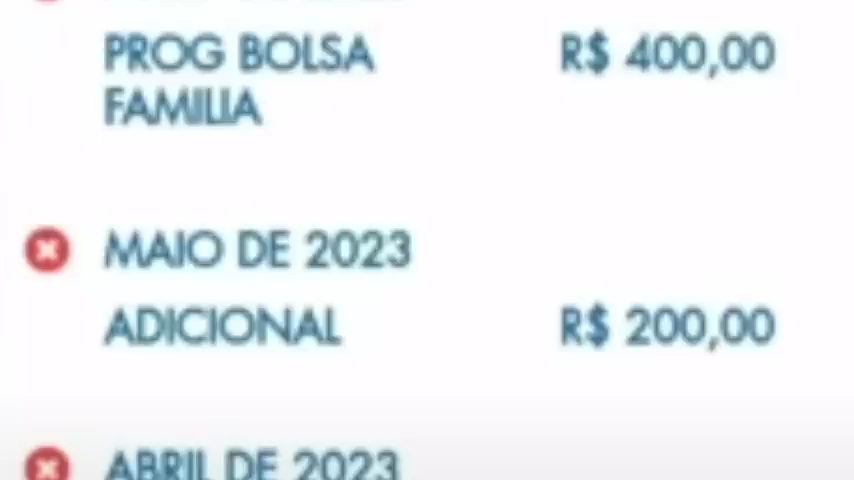 PROG BOLSA R$ 400,00
FAMILIA
MAIO DE 2023
ADICIONAL R$ 200,00
ABRIL DE 2023